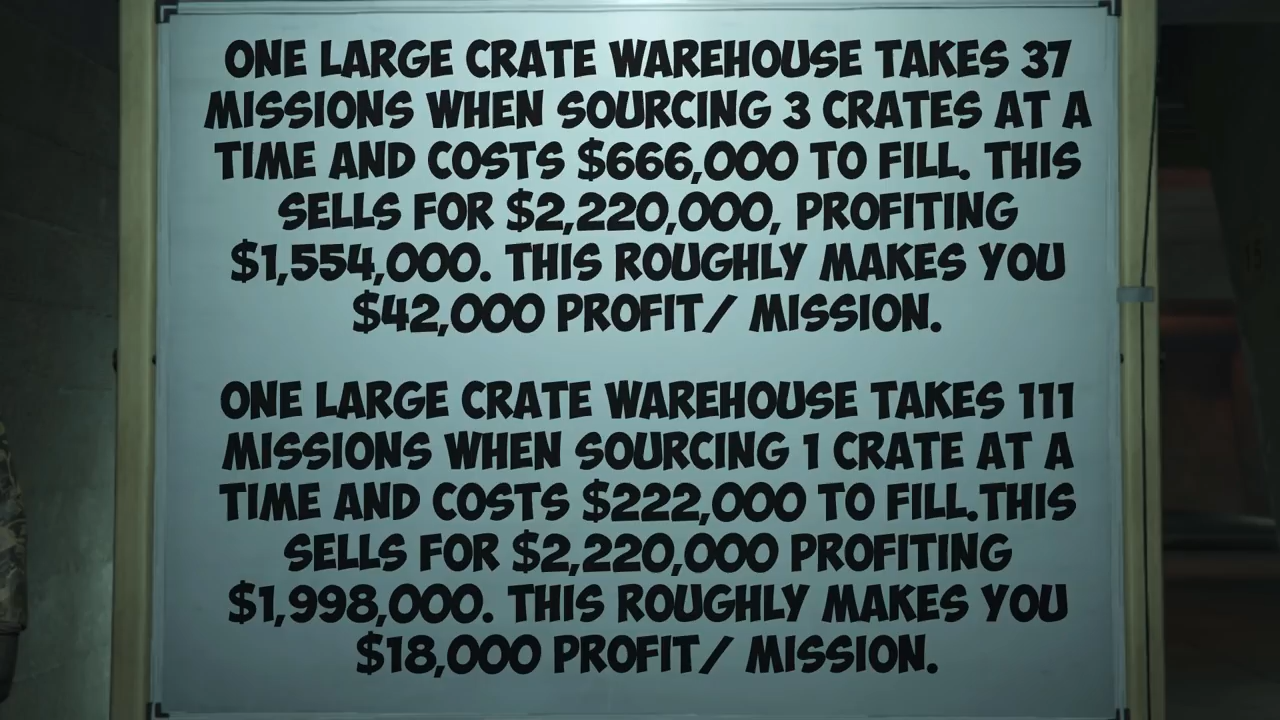 ONE LARGE CRATE WAREHOUSE TAKES 37
MISSIONS WHEN SOURCING 3 CRATES AT A
TIME AND COSTS $666,000 TO FILL. THIS
SELLS FOR $2,220,000, PROFITING
$1,554,000. THIS ROUGHLY MAKES YOU
$42,000 PROFIT/ MISSION.
ONE LARGE CRATE WAREHOUSE TAKES 111
MISSIONS WHEN SOURCING 1 CRATE AT A
TIME AND COSTS $222,000 TO FILL.THIS
SELLS FOR $2,220,000 PROFITING
$1,998,000. THIS ROUGHLY MAKES YOU
$18,000 PROFIT/ MISSION.